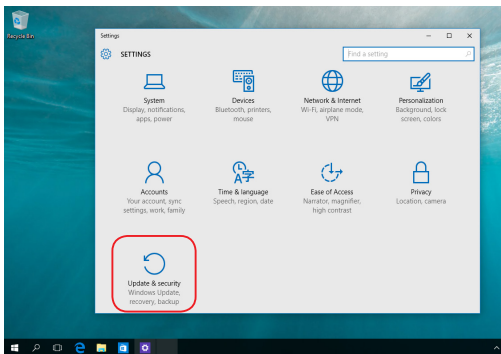 Recycle Bin
Settings
SETTINGS
Find a setting
System
Display, notifications,
apps, power
Devices
Bluetooth, printers,
mouse
Network & Internet
Wi-Fi, airplane mode,
VPN
Personalization
Background, lock
screen, colors
Accounts
Your account, sync
settings, work, family
Time & language
Speech, region, date
Ease of Access
Narrator, magnifier,
high contrast
Privacy
Location, camera
Update & security
Windows Update,
recovery, backup